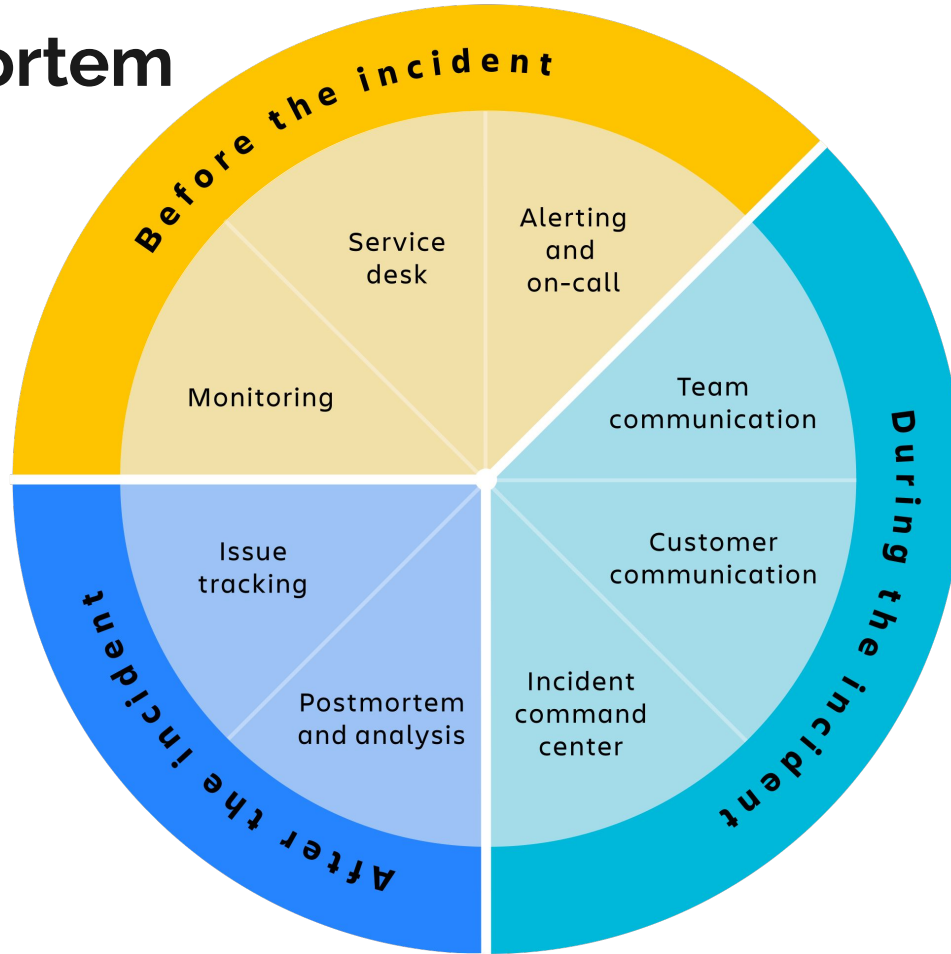 ortem
Before the incident
Monitoring
Service
desk
Alerting
and
on-call
During the incident
Team
communication
Customer
communication
Incident
command
center
After the incident
Postmortem
and analysis
Issue
tracking